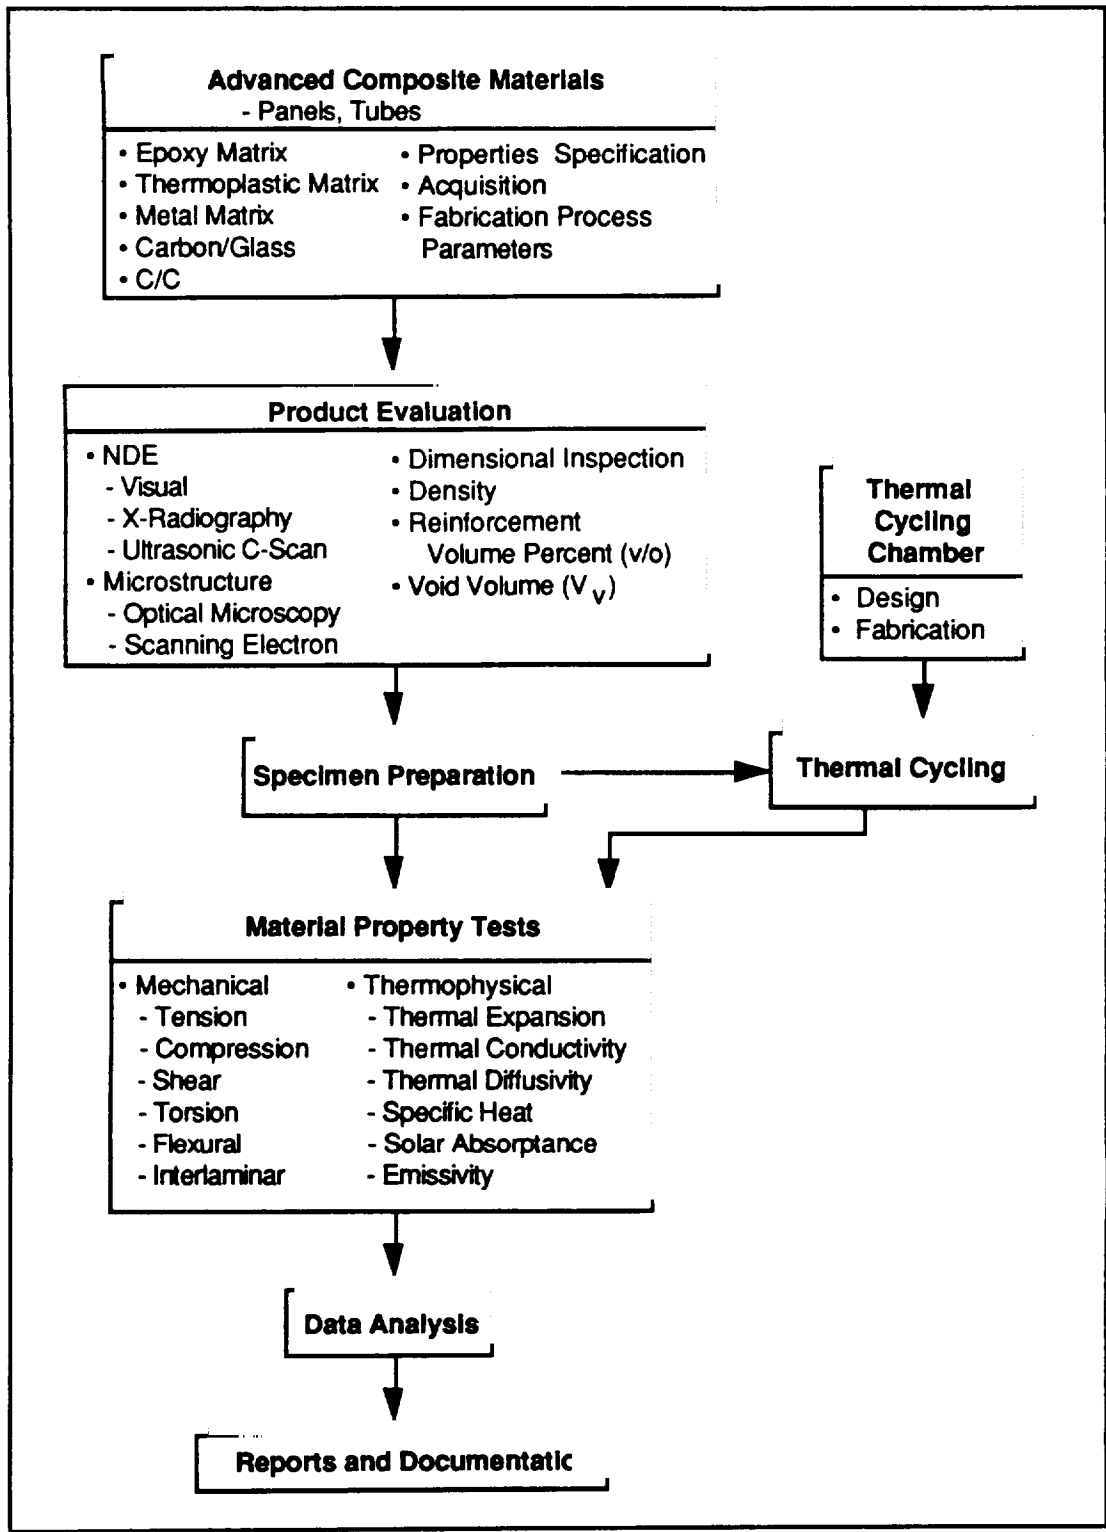 Advanced Composite Materials
- Panels, Tubes
• Epoxy Matrix
• Thermoplastic Matrix
• Metal Matrix
• Carbon/Glass
• C/C
• Properties Specification
• Acquisition
• Fabrication Process
Parameters
Product Evaluation
• NDE
- Visual
- X-Radiography
- Ultrasonic C-Scan
• Microstructure
- Optical Microscopy
- Scanning Electron
• Dimensional Inspection
• Density
• Reinforcement
Volume Percent (v/o)
• Void Volume (V v)
Thermal
Cycling
Chamber
• Design
• Fabrication
Specimen Preparation
Thermal Cycling
Material Property Tests
• Mechanical
- Tension
- Compression
- Shear
- Torsion
- Flexural
- Interlaminar
• Thermophysical
- Thermal Expansion
- Thermal Conductivity
- Thermal Diffusivity
- Specific Heat
- Solar Absorptance
- Emissivity
Data Analysis
Reports and Documentatic